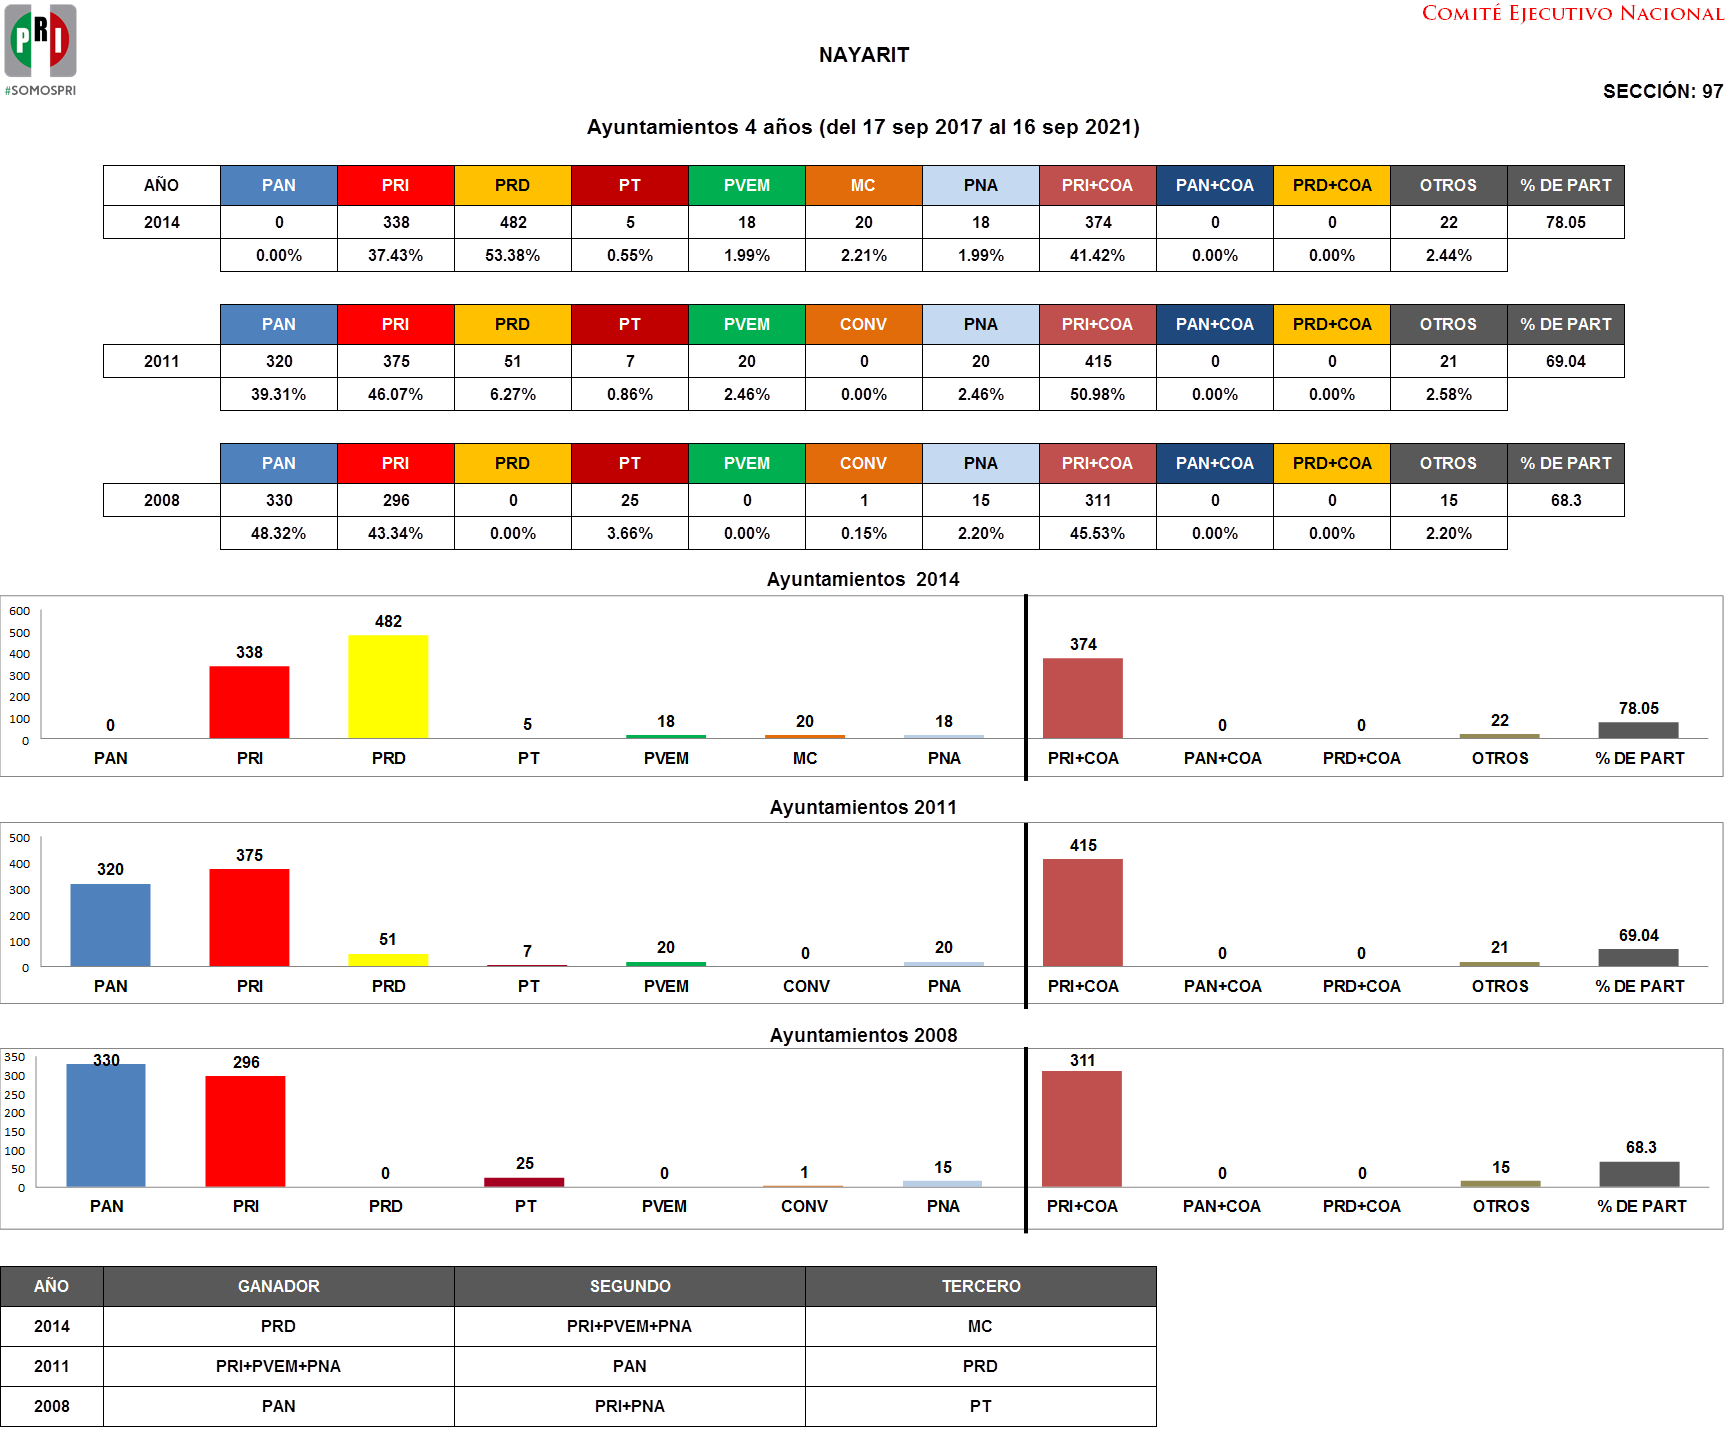 PRI
#SOMOSPRI
COMITÉ EJECUTIVO NACIONAL
NAYARIT
SECCIÓN: 97
Ayuntamientos 4 años (del 17 sep 2017 al 16 sep 2021)
AÑO PAN PRI PRD PT PVEM MC PNA PRI+COA PAN+COA PRD+COA OTROS % DE PART
2014 0 338 482 5 18 20 18 374 0 0 22 78.05
0.00% 37.43% 53.38% 0.55% 1.99% 2.21% 1.99% 41.42% 0.00% 0.00% 2.44%
PAN PRI PRD PT PVEM CONV PNA PRI+COA PAN+COA PRD+COA OTROS % DE PART
2011 320 375 51 7 20 0 20 415 0 0 21 69.04
39.31% 46.07% 6.27% 0.86% 2.46% 0.00% 2.46% 50.98% 0.00% 0.00% 2.58%
PAN PRI PRD PT PVEM CONV PNA PRI+COA PAN+COA PRD+COA OTROS % DE PART
2008 330 296 0 25 0 1 15 311 0 0 15 68.3
48.32% 43.34% 0.00% 3.66% 0.00% 0.15% 2.20% 45.53% 0.00% 0.00% 2.20%
Ayuntamientos 2014
600
500
400
300
200
100
0
0 338 482 5 18 20 18 374 0 0 22 78.05
PAN PRI PRD PT PVEM MC PNA PRI+COA PAN+COA PRD+COA OTROS % DE PART
Ayuntamientos 2011
500
400
300
200
100
0
320 375 51 7 20 0 20 415 0 0 21 69.04
PAN PRI PRD PT PVEM CONV PNA PRI+COA PAN+COA PRD+COA OTROS % DE PART
Ayuntamientos 2008
350
300
250
200
150
100
50
0
330 296 0 25 0 1 15 311 0 0 15 68.3
PAN PRI PRD PT PVEM CONV PNA PRI+COA PAN+COA PRD+COA OTROS % DE PART
AÑO GANADOR SEGUNDO TERCERO
2014 PRD PRI+PVEM+PNA MC
2011 PRI+PVEM+PNA PAN PRD
2008 PAN PRI+PNA PT